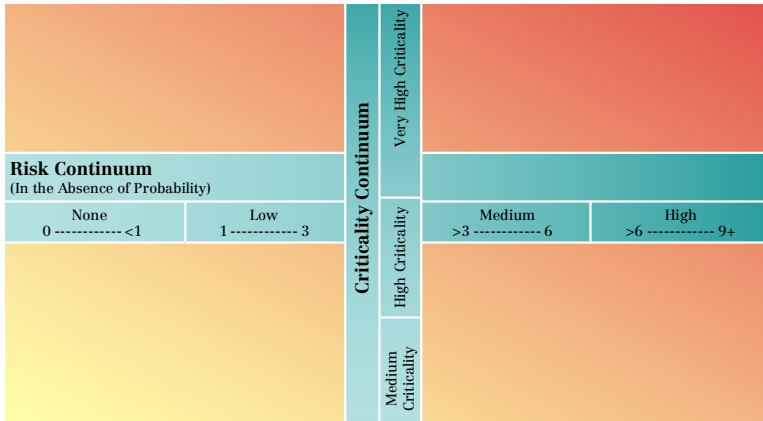 Risk Continuum
(In the Absence of Probability)
None
0 ------------ <1
Low
1 ------------ 3
Criticality Continuum
Very High Criticality
High Criticality
Medium
Criticality
Medium
>3 ------------ 6
High
>6 ------------ 9+